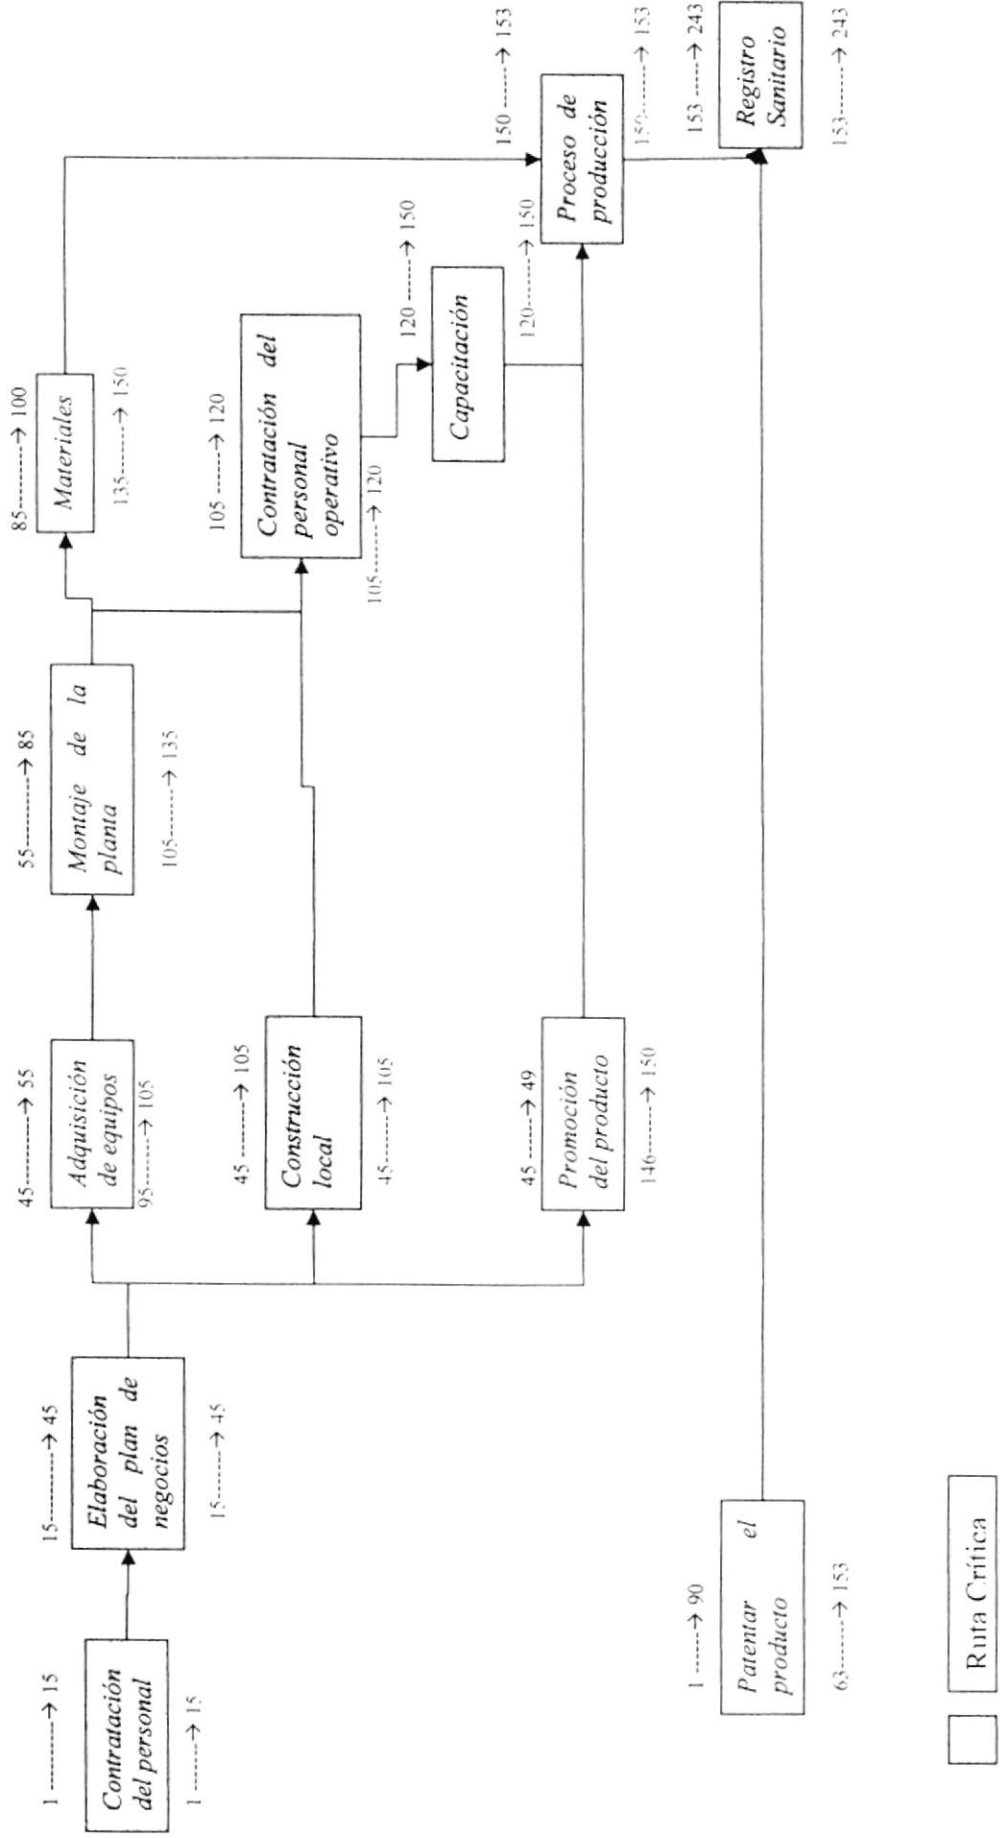 1 --------→ 15
Contratación
del personal
1 ------→ 15
15---------→ 45
Elaboración
del plan de
negocios
15------→ 45
45---------→ 55
Adquisición
de equipos
95------→ 105
55---------→ 85
Montaje de la
planta
105------→ 135
85--------→ 100
Materiales
135------→ 150
45 ------→ 105
Construcción
local
45------→ 105
105 ------→ 120
Contratación del
personal
operativo
105-------→ 120
120 ------→ 150
Capacitación
120------→ 150
45 ------→ 49
Promoción
del producto
146------→ 150
150 ------→ 153
Proceso de
producción
150------→ 153
1 ------→ 90
Patentar el
producto
63------→ 153
153 -----→ 243
Registro
Sanitario
153------→ 243
Ruta Crítica